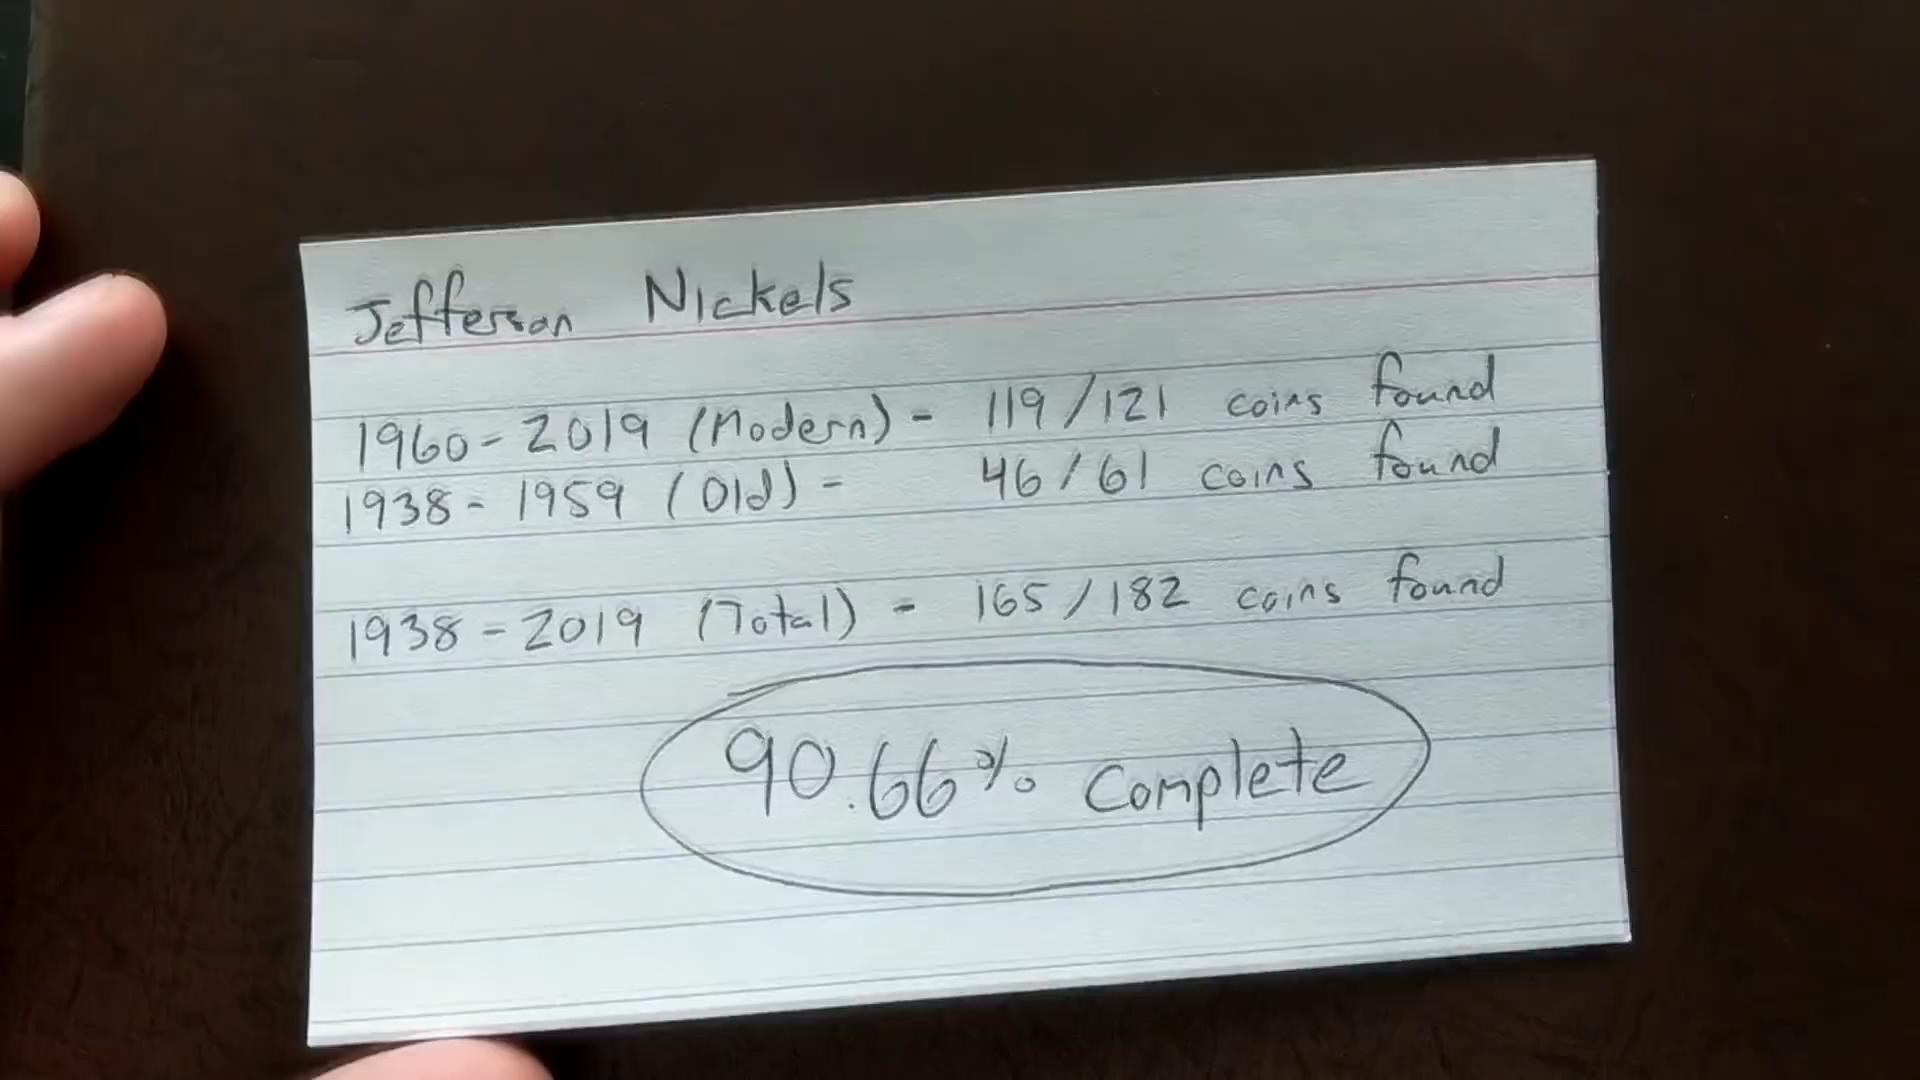 Jefferson Nickels
1960-2019 (Modern) - 119/121 coins found
1938-1959 (Old) - 46/61 coins found
1938-2019 (Total) - 165/182 coins found
90.66% Complete